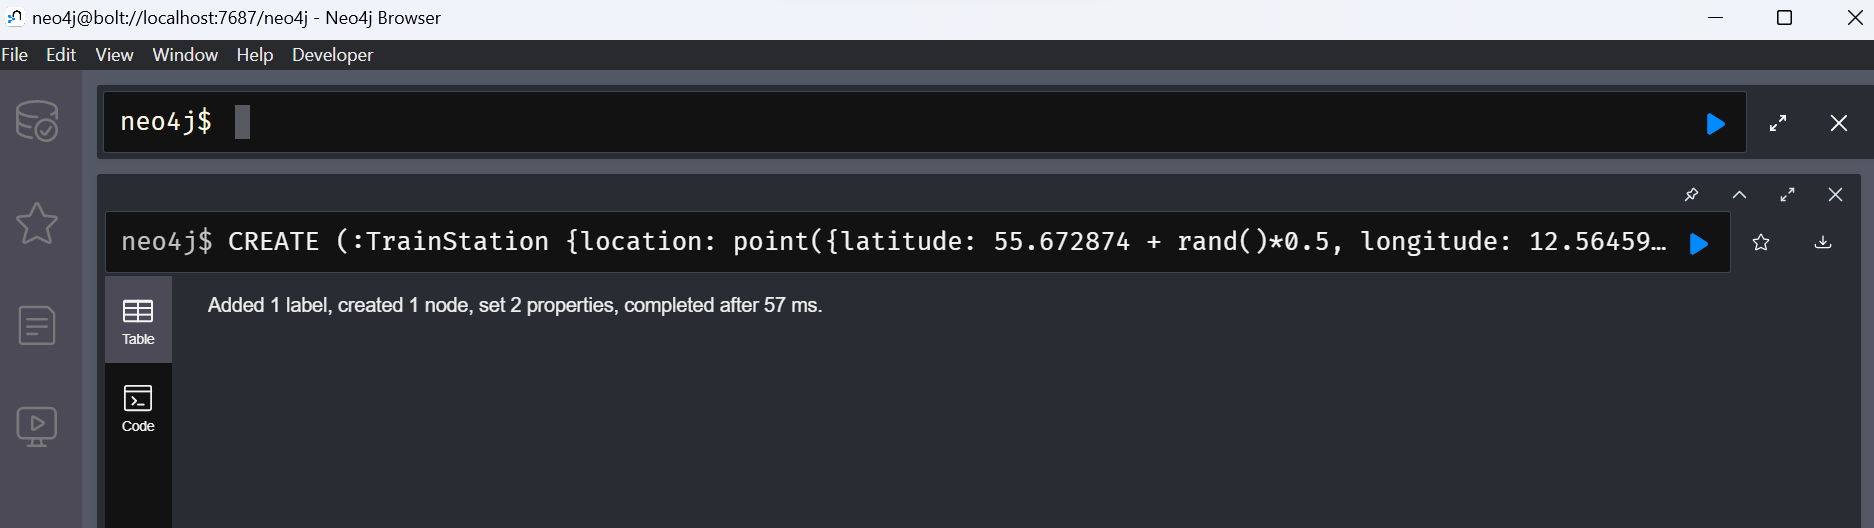 neo4j@bolt://localhost:7687/neo4j - Neo4j Browser
File Edit View Window Help Developer
neo4j$
neo4j$ CREATE (:TrainStation {location: point({latitude: 55.672874 + rand()*0.5, longitude: 12.56459…
Table
Added 1 label, created 1 node, set 2 properties, completed after 57 ms.
Code